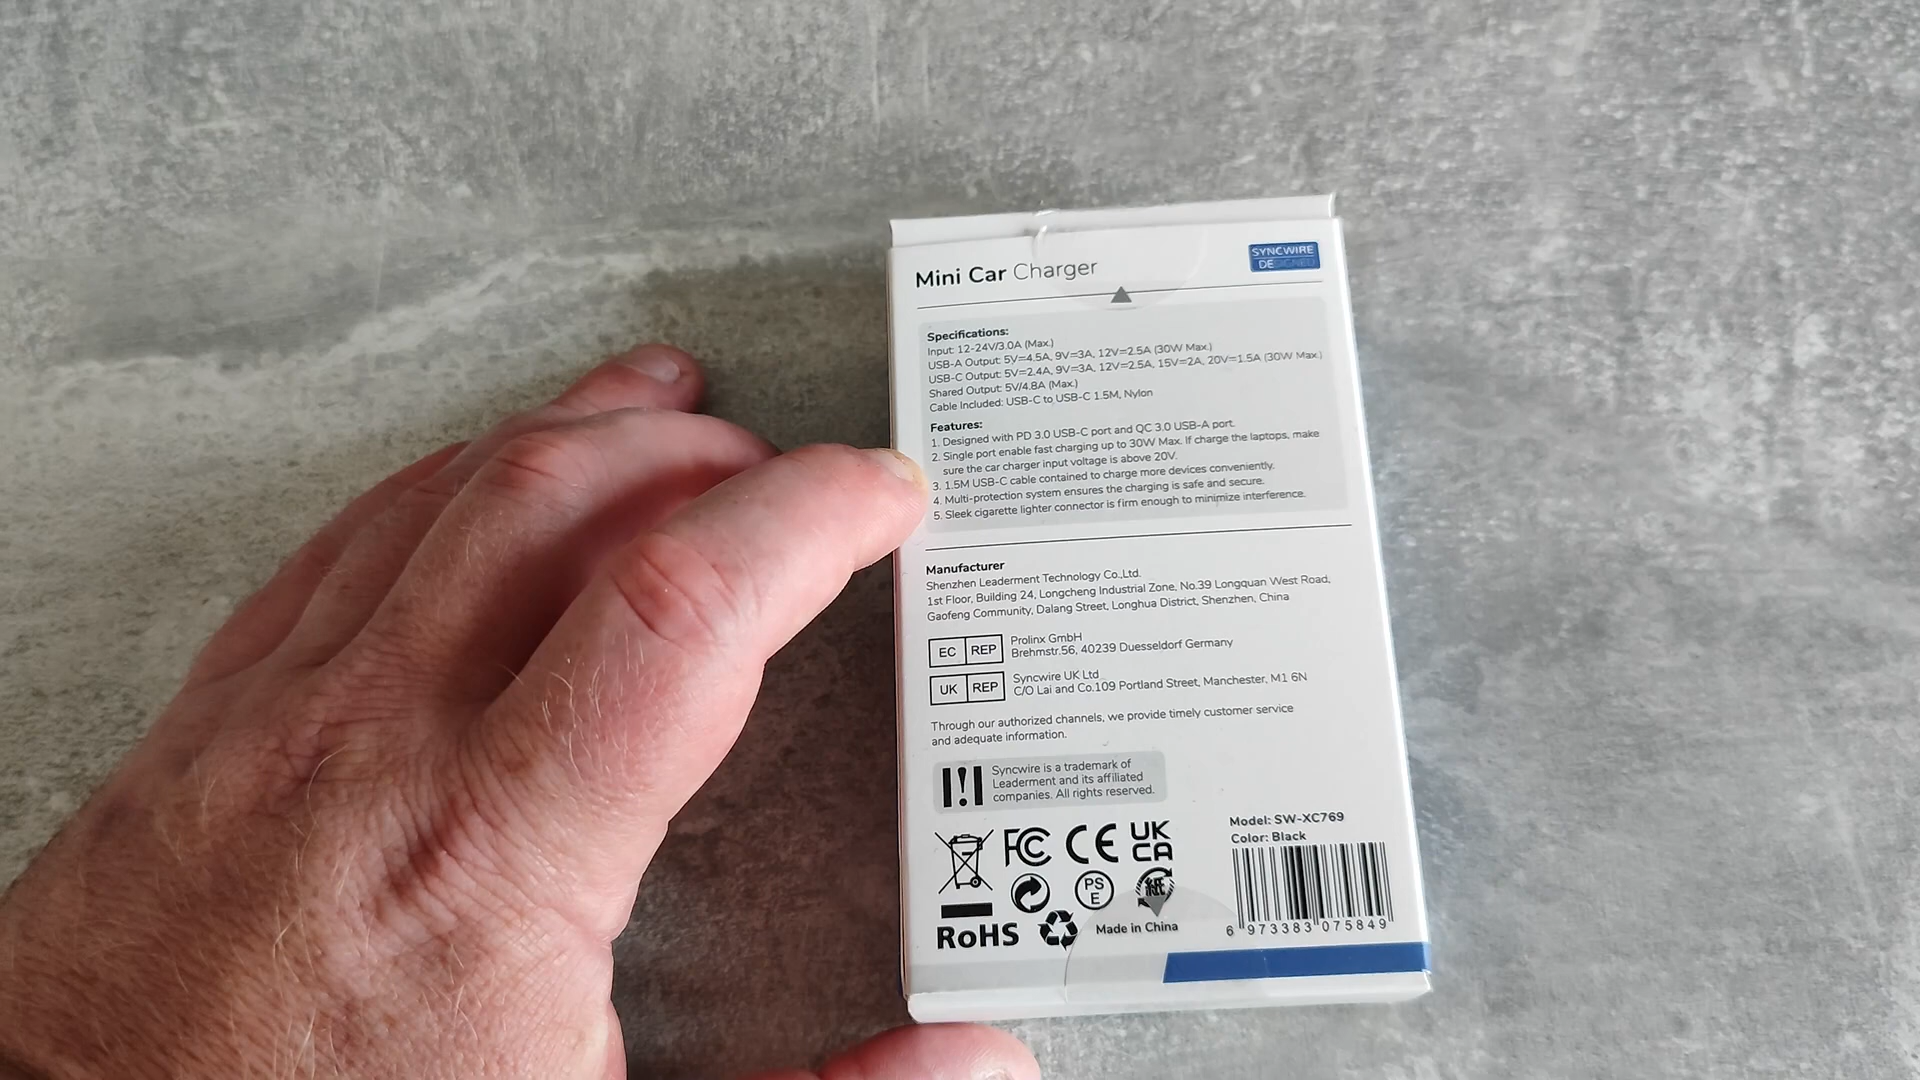 Mini Car Charger
SYNCWIRE
DESIGNED
Specifications:
Input: 12-24V/3.0A (Max.)
USB-A Output: 5V=4.5A, 9V=3A, 12V=2.5A (30W Max.)
USB-C Output: 5V=2.4A, 9V=3A, 12V=2.5A, 15V=2A, 20V=1.5A (30W Max.)
Shared Output: 5V/4.8A (Max.)
Cable Included: USB-C to USB-C 1.5M, Nylon
Features:
1. Designed with PD 3.0 USB-C port and QC 3.0 USB-A port.
2. Single port enable fast charging up to 30W Max. If charge the laptops, make
sure the car charger input voltage is above 20V.
3. 1.5M USB-C cable contained to charge more devices conveniently.
4. Multi-protection system ensures the charging is safe and secure.
5. Sleek cigarette lighter connector is firm enough to minimize interference.
Manufacturer
Shenzhen Leaderment Technology Co.,Ltd.
1st Floor, Building 24, Longcheng Industrial Zone, No.39 Longquan West Road,
Gaofeng Community, Dalang Street, Longhua District, Shenzhen, China
EC REP
Prolinx GmbH
Brehmstr.56, 40239 Duesseldorf Germany
UK REP
Syncwire UK Ltd
C/O Lai and Co.109 Portland Street, Manchester, M1 6N
Through our authorized channels, we provide timely customer service
and adequate information.
Syncwire is a trademark of
Leaderment and its affiliated
companies. All rights reserved.
FC CE UK
CA
PS
E
紙
RoHS
Made in China
Model: SW-XC769
Color: Black
6 973383 075849